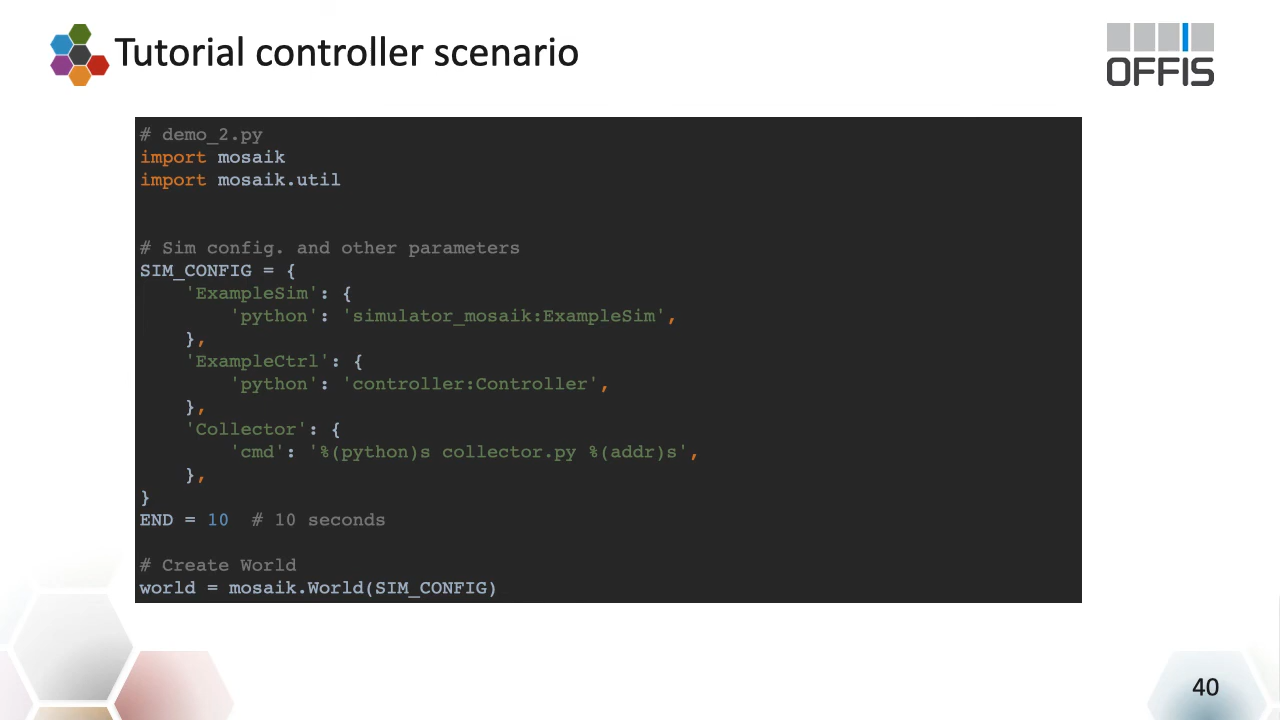 Tutorial controller scenario
OFFIS
# demo_2.py
import mosaik
import mosaik.util
# Sim config. and other parameters
SIM_CONFIG = {
    'ExampleSim': {
        'python': 'simulator_mosaik:ExampleSim',
    },
    'ExampleCtrl': {
        'python': 'controller:Controller',
    },
    'Collector': {
        'cmd': '%(python)s collector.py %(addr)s',
    },
}
END = 10  # 10 seconds
# Create World
world = mosaik.World(SIM_CONFIG)
40